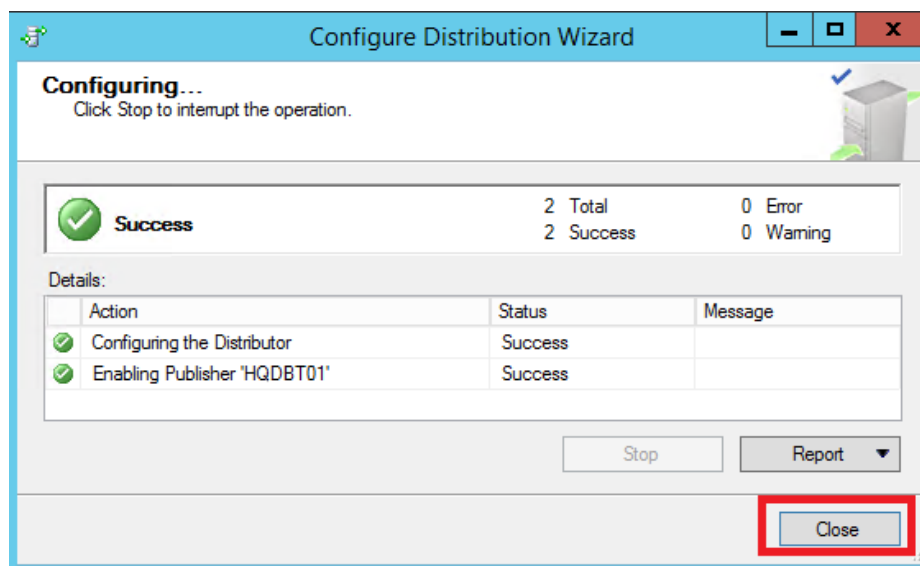 Configure Distribution Wizard
Configuring...
Click Stop to interrupt the operation.
Success 2 Total 0 Error
2 Success 0 Warning
Details:
Action Status Message
Configuring the Distributor Success
Enabling Publisher 'HQDBT01' Success
Stop Report
Close